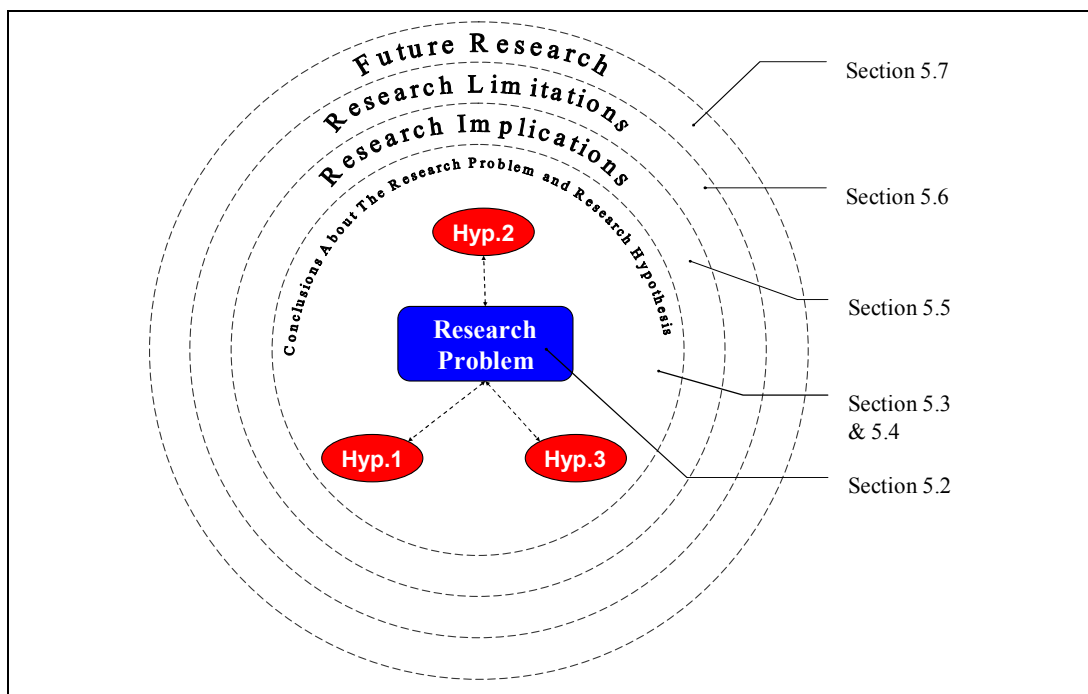 Future Research
Research Limitations
Research Implications
Conclusions About The Research Problem and Research Hypothesis
Hyp.2
Research
Problem
Hyp.1
Hyp.3
Section 5.7
Section 5.6
Section 5.5
Section 5.3
& 5.4
Section 5.2